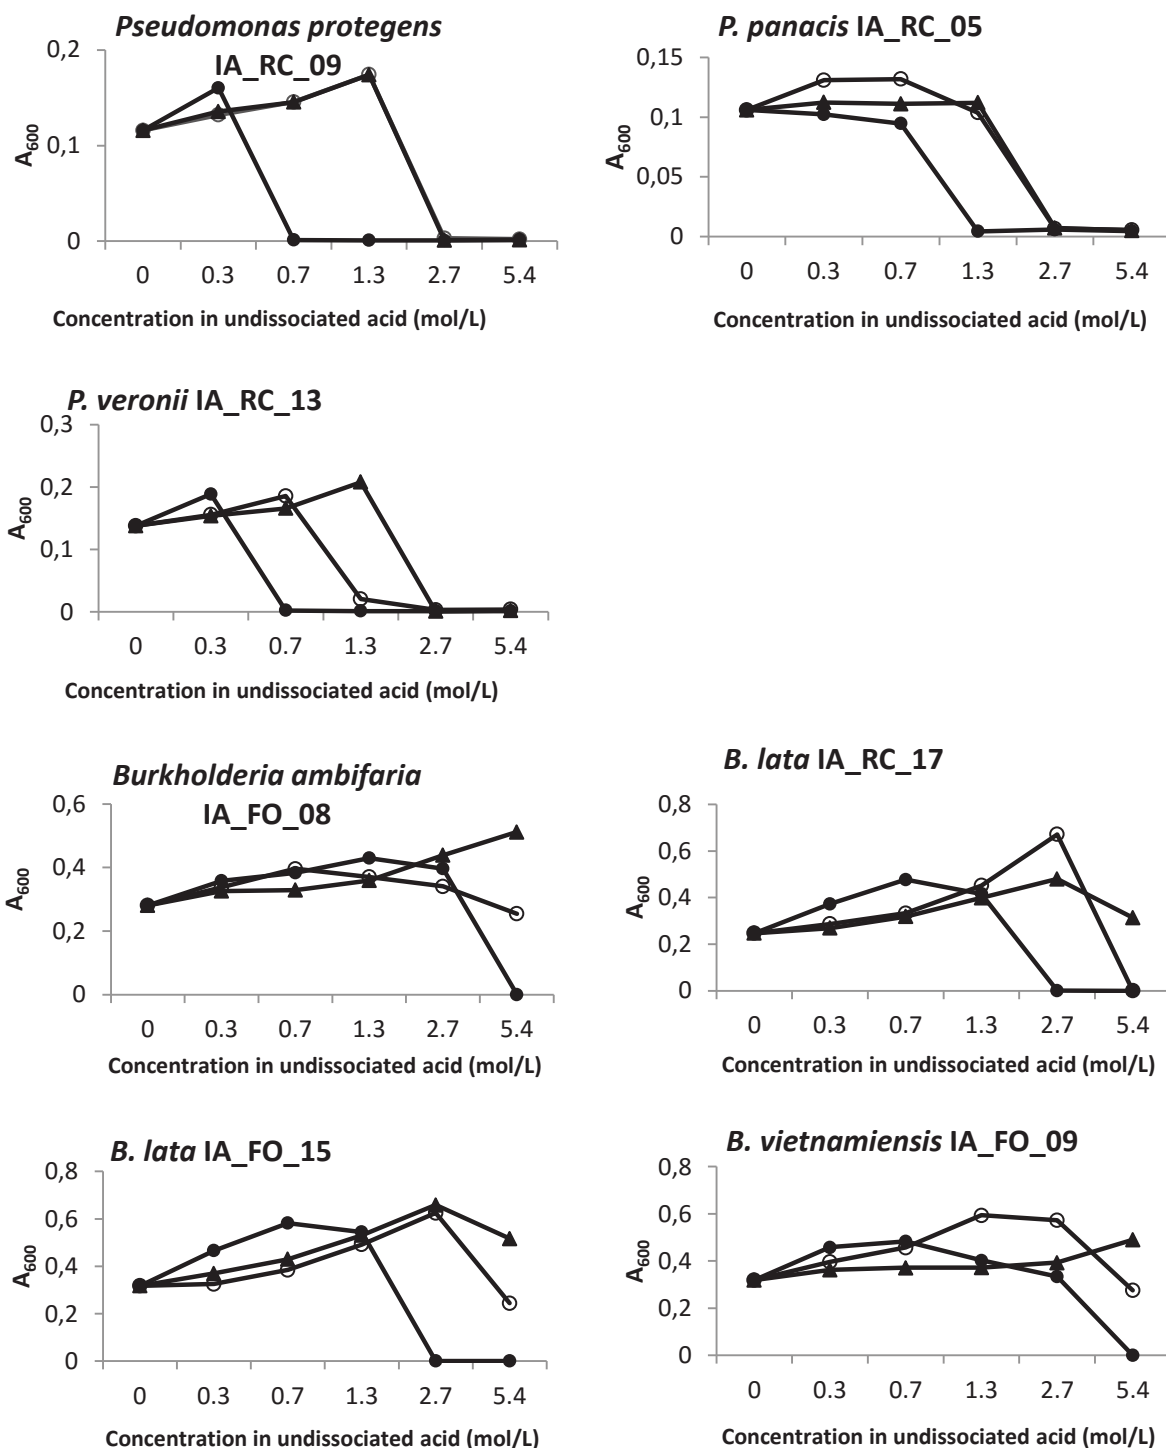 Pseudomonas protegens
IA_RC_09
0,2
0,1
0
A600
0 0.3 0.7 1.3 2.7 5.4
Concentration in undissociated acid (mol/L)
P. panacis IA_RC_05
0,15
0,1
0,05
0
A600
0 0.3 0.7 1.3 2.7 5.4
Concentration in undissociated acid (mol/L)
P. veronii IA_RC_13
0,3
0,2
0,1
0
A600
0 0.3 0.7 1.3 2.7 5.4
Concentration in undissociated acid (mol/L)
Burkholderia ambifaria
IA_FO_08
0,6
0,4
0,2
0
A600
0 0.3 0.7 1.3 2.7 5.4
Concentration in undissociated acid (mol/L)
B. lata IA_RC_17
0,8
0,6
0,4
0,2
0
A600
0 0.3 0.7 1.3 2.7 5.4
Concentration in undissociated acid (mol/L)
B. lata IA_FO_15
0,8
0,6
0,4
0,2
0
A600
0 0.3 0.7 1.3 2.7 5.4
Concentration in undissociated acid (mol/L)
B. vietnamiensis IA_FO_09
0,8
0,6
0,4
0,2
0
A600
0 0.3 0.7 1.3 2.7 5.4
Concentration in undissociated acid (mol/L)